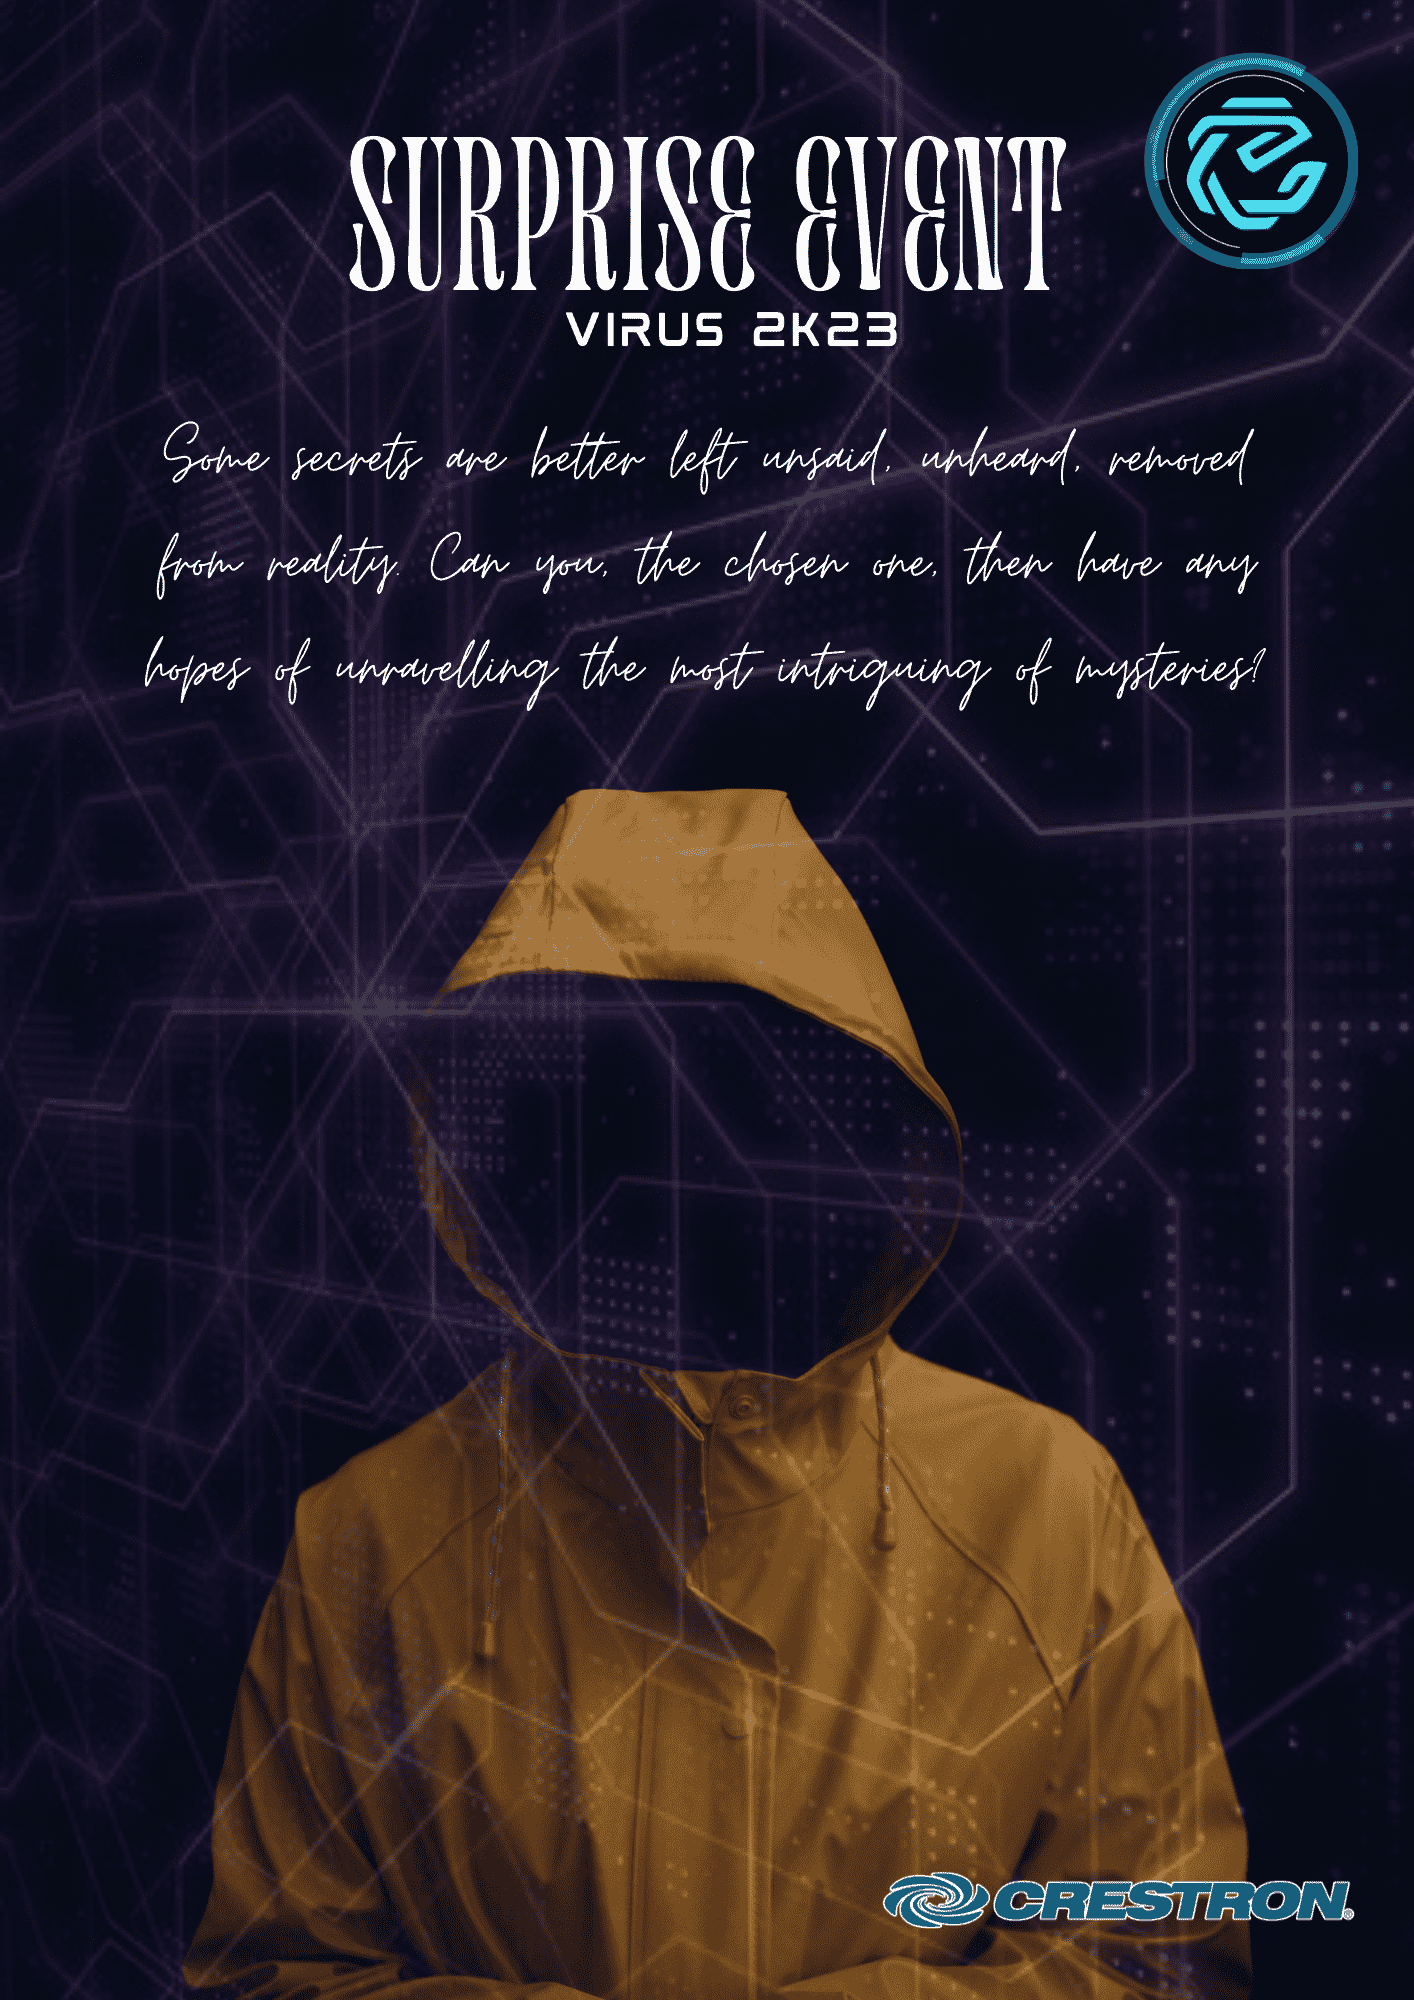 SURPRISE EVENT
VIRUS 2K23
Some secrets are better left unsaid, unheard, removed
from reality. Can you, the chosen one, then have any
hopes of unravelling the most intriguing of mysteries?
CRESTRON®